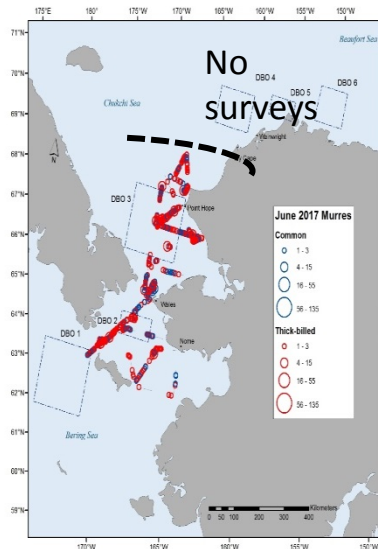 175°E 180° 175°W 170°W 165°W 160°W 155°W 150°W
71°N
Beaufort Sea
No
surveys
DBO 4
DBO 5
DBO 6
70°N
Chukchi Sea
69°N
Wainwright
68°N
N
67°N
DBO 3
Point Hope
66°N
65°N
64°N
Wales
DBO 2
DBO 1
63°N
Nome
62°N
Bering Sea
61°N
60°N
59°N
June 2017 Murres
Common
1 - 3
4 - 15
16 - 55
56 - 135
Thick-billed
1 - 3
4 - 15
16 - 55
56 - 135
Kilometers
0 50 100 200 300 400
170°W 165°W 160°W 155°W 150°W